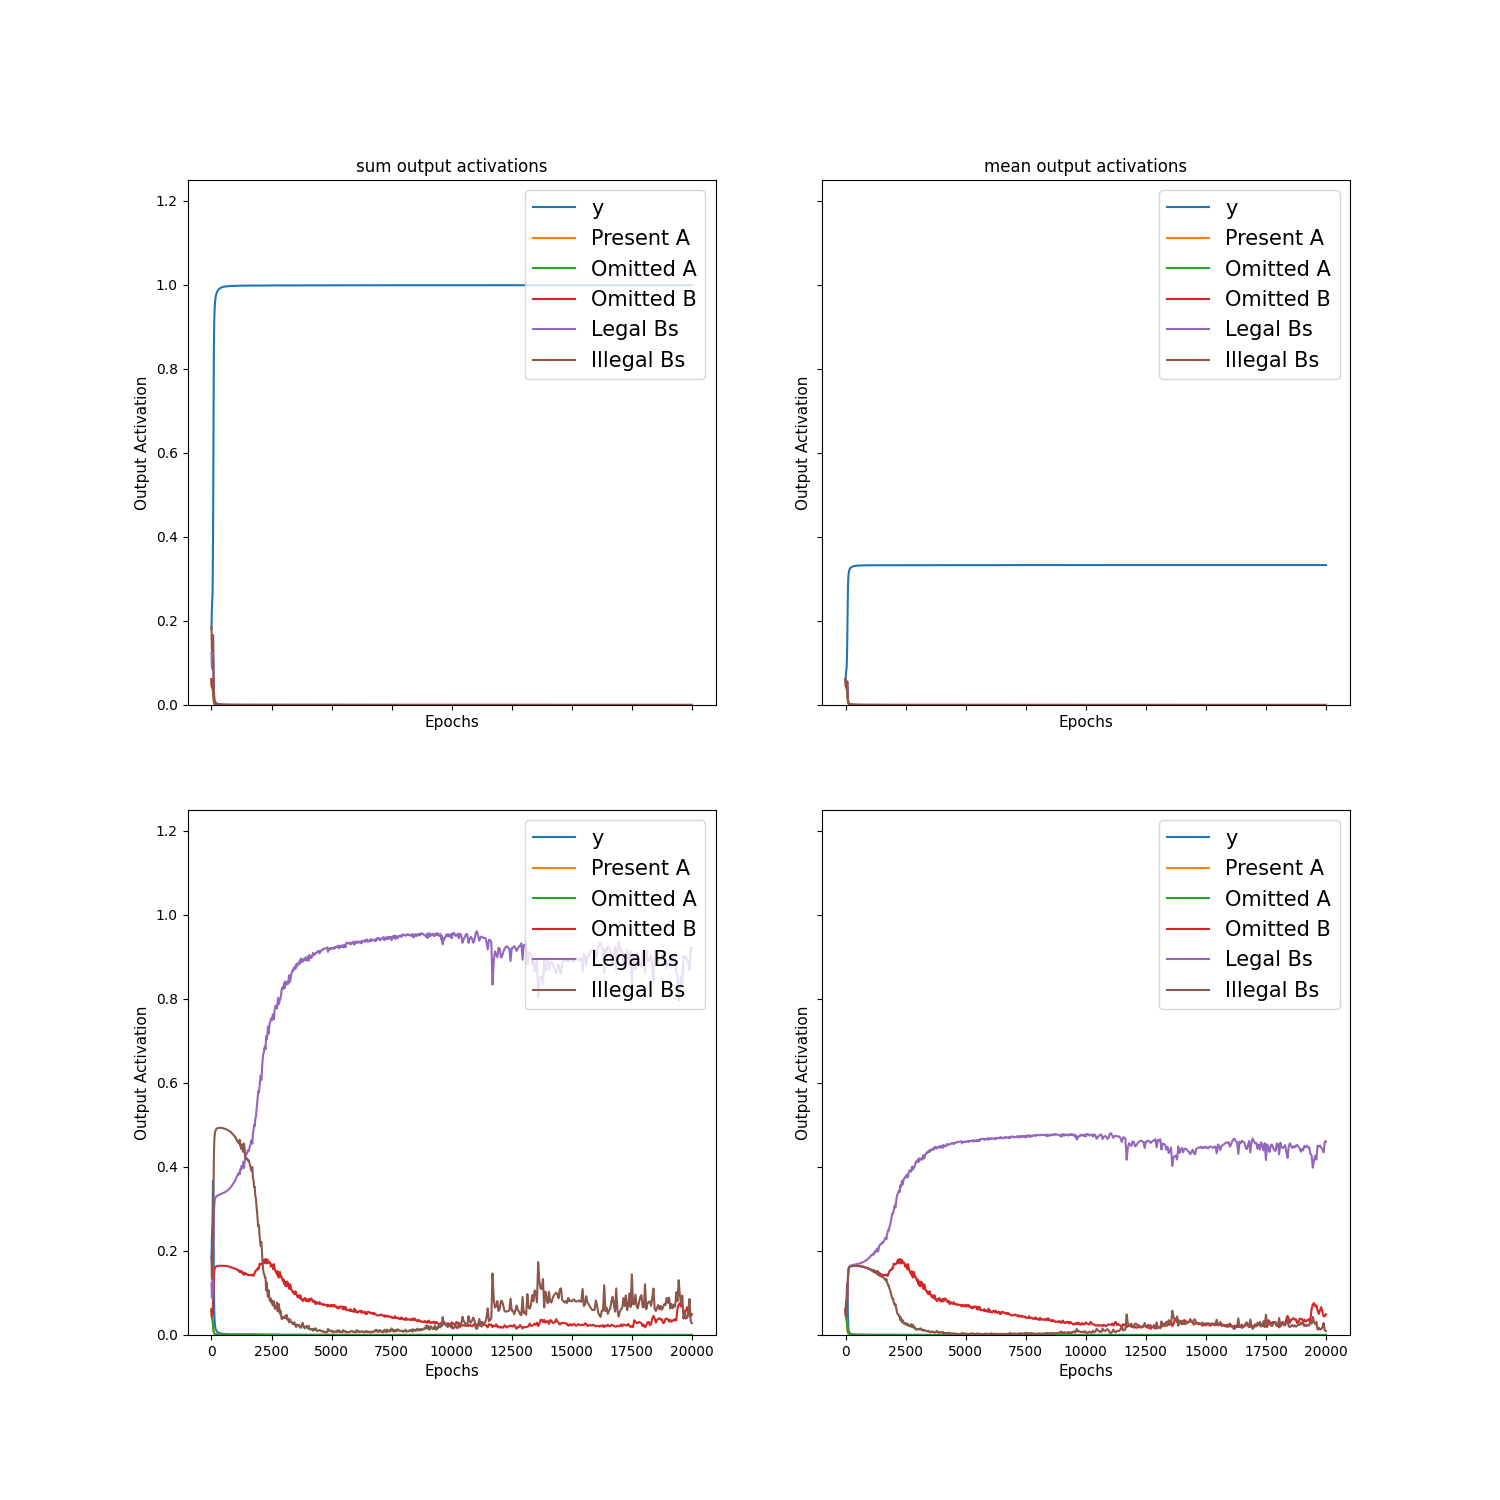 sum output activations
mean output activations
1.2
1.0
0.8
0.6
0.4
0.2
0.0
Output Activation
Epochs
y
Present A
Omitted A
Omitted B
Legal Bs
Illegal Bs
Output Activation
Epochs
y
Present A
Omitted A
Omitted B
Legal Bs
Illegal Bs
1.2
1.0
0.8
0.6
0.4
0.2
0.0
Output Activation
0 2500 5000 7500 10000 12500 15000 17500 20000
Epochs
y
Present A
Omitted A
Omitted B
Legal Bs
Illegal Bs
Output Activation
0 2500 5000 7500 10000 12500 15000 17500 20000
Epochs
y
Present A
Omitted A
Omitted B
Legal Bs
Illegal Bs